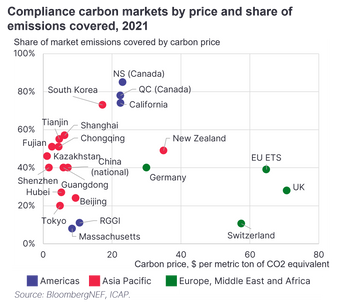 Compliance carbon markets by price and share of
emissions covered, 2021
Share of market emissions covered by carbon price
100%
80%
60%
40%
20%
0%
NS (Canada)
QC (Canada)
California
South Korea
Tianjin
Shanghai
Fujian
Chongqing
New Zealand
Kazakhstan
China
(national)
EU ETS
Shenzhen
Guangdong
Germany
Hubei
Beijing
UK
Tokyo
RGGI
Massachusetts
Switzerland
0
20
40
60
80
Carbon price, $ per metric ton of CO2 equivalent
Americas
Asia Pacific
Europe, Middle East and Africa
Source: BloombergNEF, ICAP.